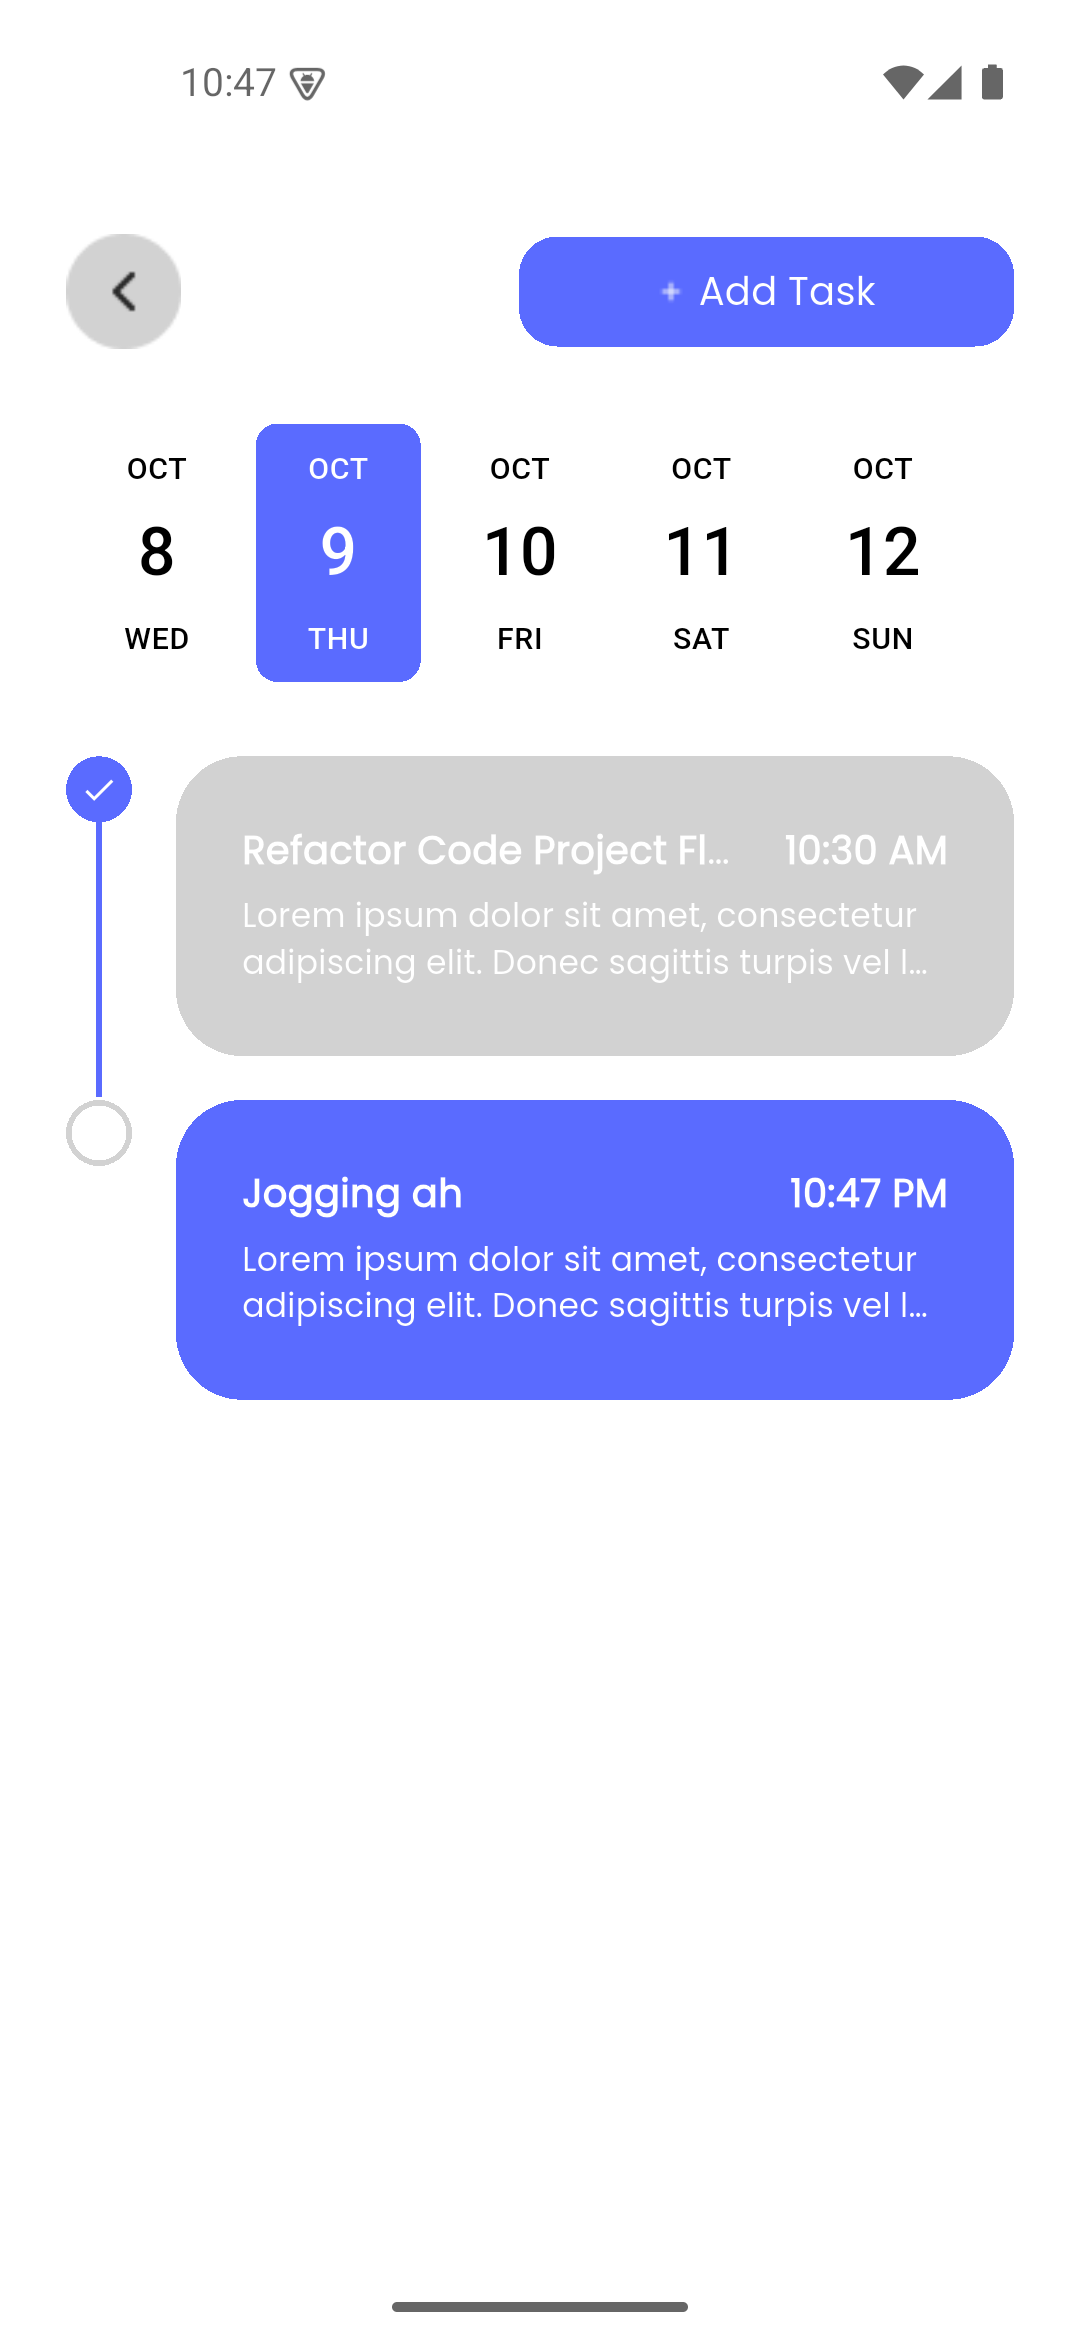 10:47
+ Add Task
OCT OCT OCT OCT OCT
8 9 10 11 12
WED THU FRI SAT SUN
Refactor Code Project Fl... 10:30 AM
Lorem ipsum dolor sit amet, consectetur
adipiscing elit. Donec sagittis turpis vel l...
Jogging ah 10:47 PM
Lorem ipsum dolor sit amet, consectetur
adipiscing elit. Donec sagittis turpis vel l...